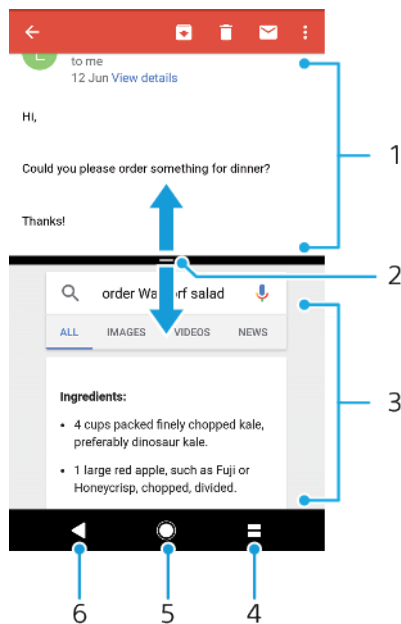 to me
12 Jun View details
Hi,
Could you please order something for dinner?
Thanks!
1
2
order Wa rf salad
ALL IMAGES VIDEOS NEWS
Ingredients:
• 4 cups packed finely chopped kale,
preferably dinosaur kale.
• 1 large red apple, such as Fuji or
Honeycrisp, chopped, divided.
3
6 5 4